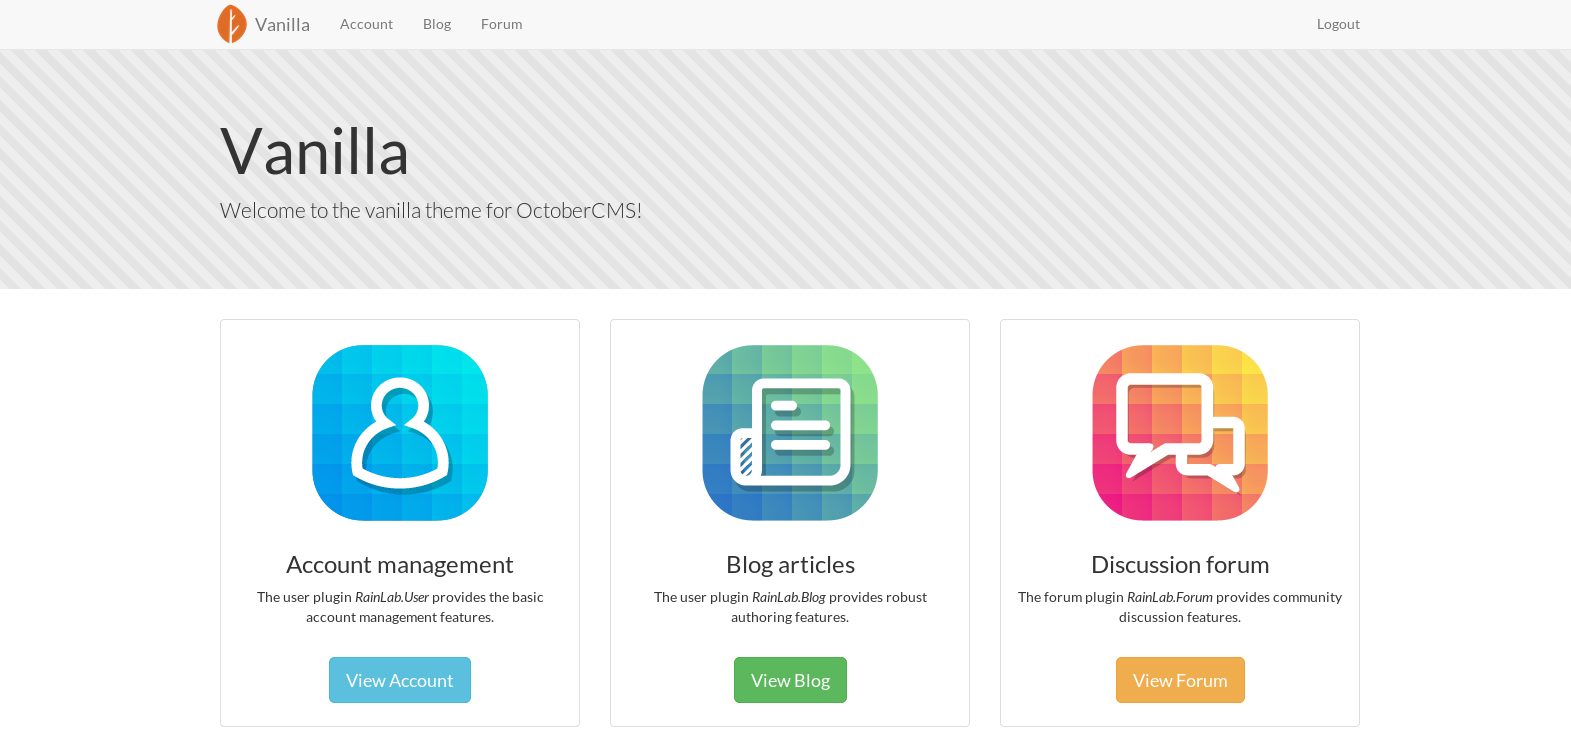 Vanilla
Account
Blog
Forum
Logout
Vanilla
Welcome to the vanilla theme for OctoberCMS!
Account management
The user plugin RainLab.User provides the basic
account management features.
View Account
Blog articles
The user plugin RainLab.Blog provides robust
authoring features.
View Blog
Discussion forum
The forum plugin RainLab.Forum provides community
discussion features.
View Forum